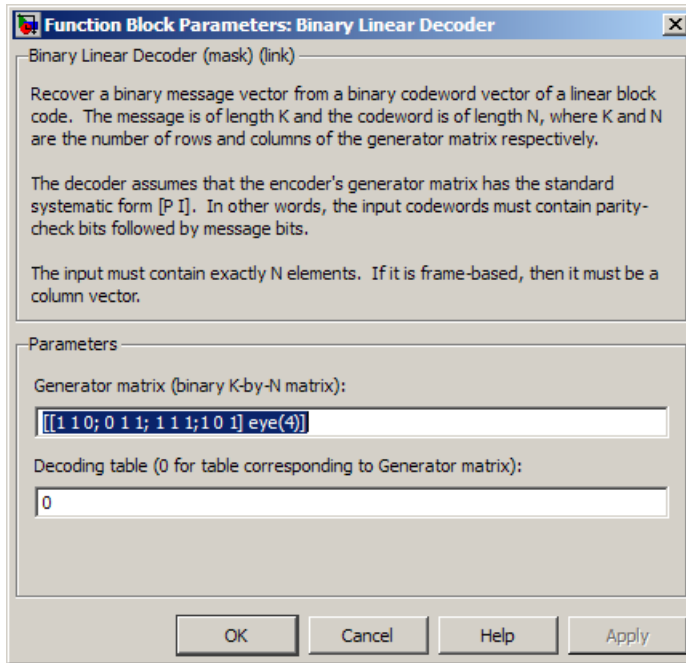 Function Block Parameters: Binary Linear Decoder
Binary Linear Decoder (mask) (link)
Recover a binary message vector from a binary codeword vector of a linear block
code. The message is of length K and the codeword is of length N, where K and N
are the number of rows and columns of the generator matrix respectively.
The decoder assumes that the encoder's generator matrix has the standard
systematic form [P I]. In other words, the input codewords must contain parity-
check bits followed by message bits.
The input must contain exactly N elements. If it is frame-based, then it must be a
column vector.
Parameters
Generator matrix (binary K-by-N matrix):
[[1 1 0; 0 1 1; 1 1 1;1 0 1] eye(4)]
Decoding table (0 for table corresponding to Generator matrix):
0
OK Cancel Help Apply